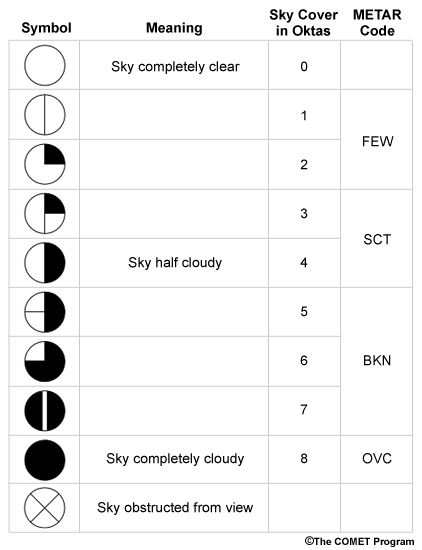 Symbol Meaning Sky Cover in Oktas METAR Code
Sky completely clear 0
1
FEW
2
3
SCT
Sky half cloudy 4
5
6 BKN
7
Sky completely cloudy 8 OVC
Sky obstructed from view
©The COMET Program